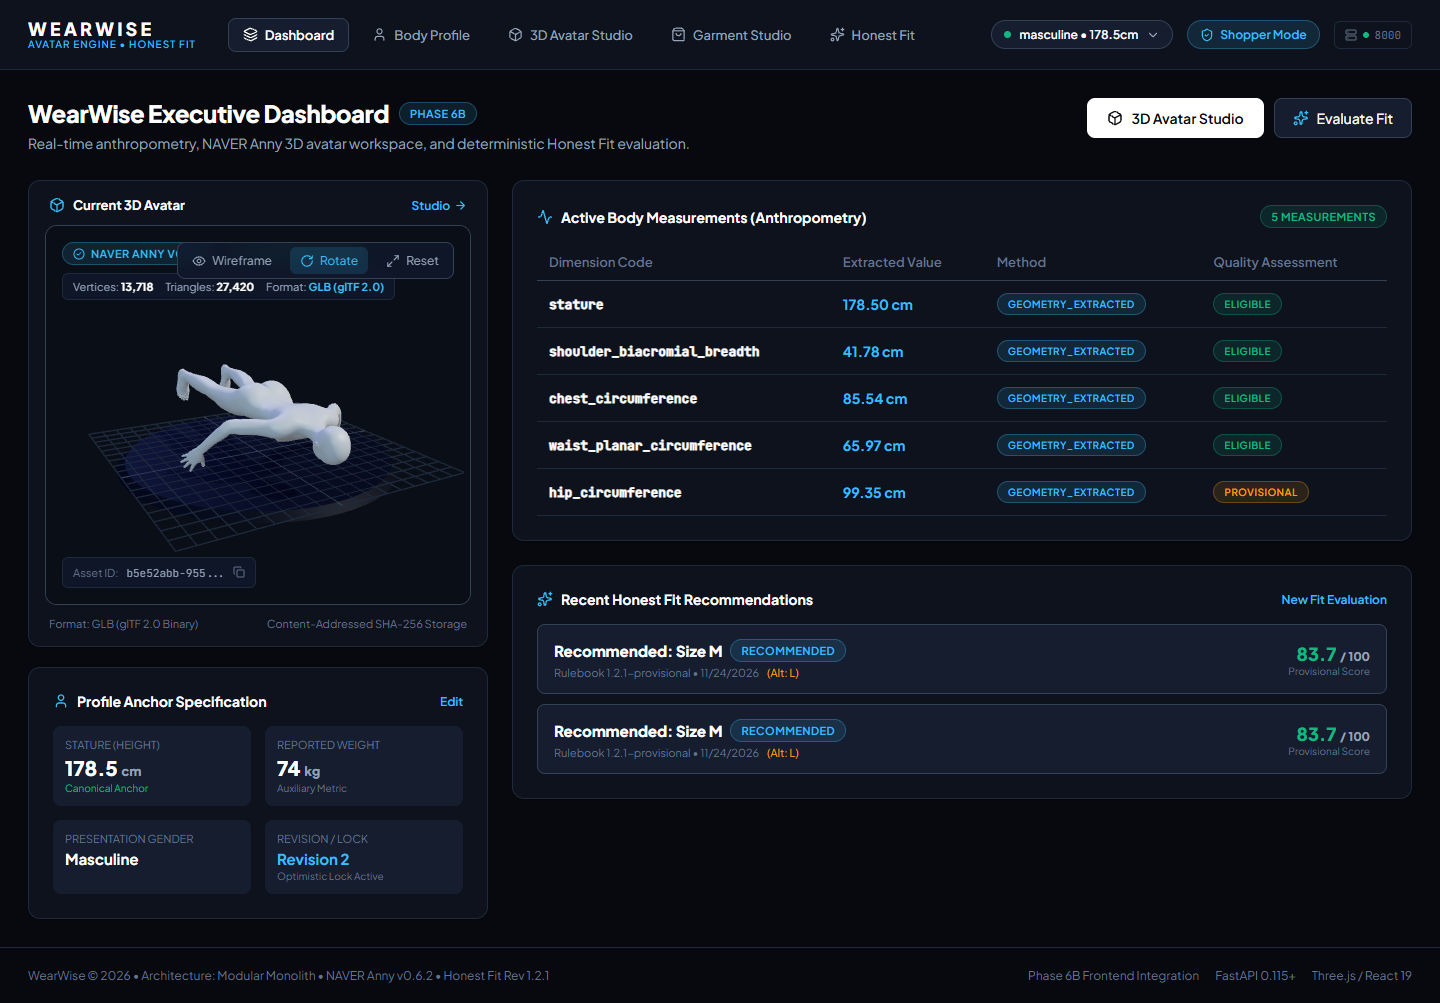 WEARWISE
AVATAR ENGINE • HONEST FIT
Dashboard
Body Profile
3D Avatar Studio
Garment Studio
Honest Fit
masculine • 178.5cm
Shopper Mode
8000
WearWise Executive Dashboard
PHASE 6B
Real-time anthropometry, NAVER Anny 3D avatar workspace, and deterministic Honest Fit evaluation.
3D Avatar Studio
Evaluate Fit
Current 3D Avatar
Studio →
NAVER ANNY
Wireframe
Rotate
Reset
Vertices: 13,718 Triangles: 27,420 Format: GLB (glTF 2.0)
Asset ID: b5e52abb-955...
Format: GLB (glTF 2.0 Binary)
Content-Addressed SHA-256 Storage
Profile Anchor Specification
Edit
STATURE (HEIGHT)
178.5 cm
Canonical Anchor
REPORTED WEIGHT
74 kg
Auxiliary Metric
PRESENTATION GENDER
Masculine
REVISION / LOCK
Revision 2
Optimistic Lock Active
Active Body Measurements (Anthropometry)
5 MEASUREMENTS
Dimension Code Extracted Value Method Quality Assessment
stature 178.50 cm GEOMETRY_EXTRACTED ELIGIBLE
shoulder_biacromial_breadth 41.78 cm GEOMETRY_EXTRACTED ELIGIBLE
chest_circumference 85.54 cm GEOMETRY_EXTRACTED ELIGIBLE
waist_planar_circumference 65.97 cm GEOMETRY_EXTRACTED ELIGIBLE
hip_circumference 99.35 cm GEOMETRY_EXTRACTED PROVISIONAL
Recent Honest Fit Recommendations
New Fit Evaluation
Recommended: Size M RECOMMENDED
Rulebook 1.2.1-provisional • 11/24/2026 (Alt: L)
83.7 / 100
Provisional Score
Recommended: Size M RECOMMENDED
Rulebook 1.2.1-provisional • 11/24/2026 (Alt: L)
83.7 / 100
Provisional Score
WearWise © 2026 • Architecture: Modular Monolith • NAVER Anny v0.6.2 • Honest Fit Rev 1.2.1
Phase 6B Frontend Integration FastAPI 0.115+ Three.js / React 19